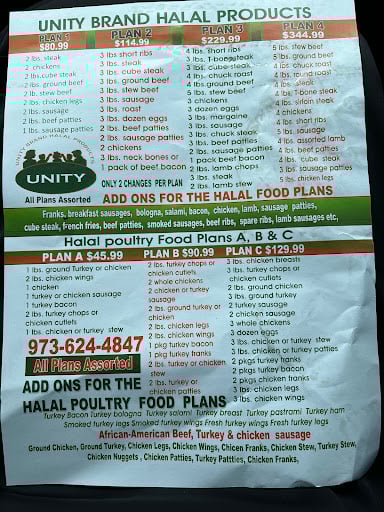 UNITY BRAND HALAL PRODUCTS
PLAN 1
$80.99
2 lbs. steak
2 chickens
2 lbs.cube steak
2 lbs. ground beef
2 lbs. stew beef
2 lbs. chicken legs
2 lbs. sausage
2 lbs. beef patties
1 lbs. sausage patties
UNITY BRAND HALAL PRODUCTS
UNITY
All Plans Assorted
PLAN 2
$114.99
3 lbs. short ribs
3 lbs. steak
3 lbs. cube steak
3 lbs. ground beef
3 lbs. stew beef
3 lbs. sausage
2 lbs. roast
3 lbs. dozen eggs
2 lbs. beef patties
2 lbs. sausage patties
2 chickens
3 lbs. neck bones or
1 pack of beef bacon
ONLY 2 CHANGES PER PLAN
PLAN 3
$229.99
4 lbs. short ribs
5 lbs. T-bone steak
4 lbs. cube steak
4 lbs.ground beef
5 lbs. stew beef
3 chickens
3 dozen eggs
3 lbs. margaine
3 lbs. sausage
3 lbs. chuck steak
3 lbs. beef patties
2 lbs. sausage patties
1 pack beef bacon
2 lbs. lamb chops
3 lbs. steak
2 lbs. lamb stew
PLAN 4
$344.99
5 lbs. stew beef
5 lbs. ground beef
4 lbs. chuck roast
4 lbs. round roast
4 lbs. steak
4 lbs. T-bone steak
4 lbs. sirloin steak
4 chickens
4 lbs. short ribs
5 lbs. sausage
4 lbs. assorted lamb
4 lbs. beef patties
4 lbs. cube steak
3 lbs. sausage patties
5 lbs. chicken legs
ADD ONS FOR THE HALAL FOOD PLANS
Franks. breakfast sausages, bologna, salami, bacon, chicken, lamb, sausage patties,
cube steak, french fries, beef patties, smoked sausages, beef ribs, spare ribs, lamb sausages etc,
Halal poultry Food Plans A, B & C
PLAN A $45.99
1 lbs. ground Turkey or chicken
2 lbs. chicken wings
1 chicken
1 turkey or chicken sausage
1 turkey bacon
2 lbs. turkey chops or
chicken cutlets
1 lbs. chicken or turkey stew
973-624-4847
All Plans Assorted
PLAN B $90.99
2 lbs. turkey chops or
chicken cutlets
2 whole chickens
2 chicken or turkey
sausage
2 lbs. ground turkey or
chicken
2 lbs. chicken legs
2 lbs. chicken wings
1 pkg turkey bacon
1 pkg turkey franks
2 lbs. turkey or chicken
stew
2 lbs. turkey or
chicken patties
PLAN C $129.99
3 lbs. chicken breasts
3 lbs. turkey chops or
chicken cutlots
2 lbs. ground chicken
2 lbs. ground turkey
2 turkey sausage
2 chicken sausage
3 whole chickens
3 dozen eggs
3 lbs. chicken or turkey stew
3 lbs. chicken or turkey patties
2 pkgs turkey bacon
2 pkgs turkey franks
2 pkgs chicken franks
3 lbs. chicken legs
3 lbs. chicken wings
ADD ONS FOR THE
HALAL POULTRY FOOD PLANS
Turkey Bacon Turkey bologna Turkey salami Turkey breast Turkey pastrami Turkey ham
Smoked turkey legs Smoked turkey wings Fresh turkey wings Fresh turkey legs
African-American Beef, Turkey & chicken sausage
Ground Chicken, Ground Turkey, Chicken Legs, Chicken Wings, Chicen Franks, Chicken Stew, Turkey Stew,
Chicken Nuggets , Chicken Patties, Turkey Pattties, Chicken Franks,